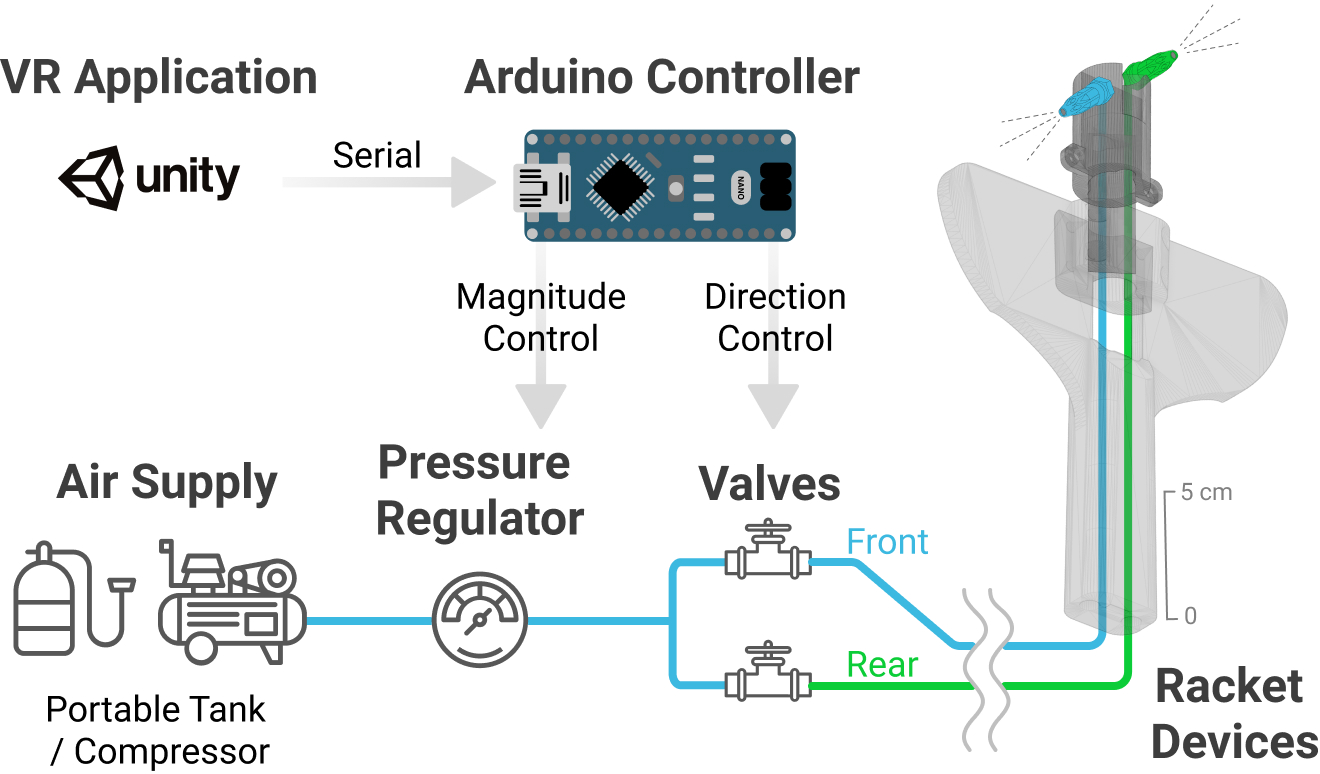 VR Application
Arduino Controller
unity
Serial
NANO
Magnitude
Control
Direction
Control
Air Supply
Pressure
Regulator
Valves
Front
Rear
5 cm
0
Portable Tank
/ Compressor
Racket
Devices